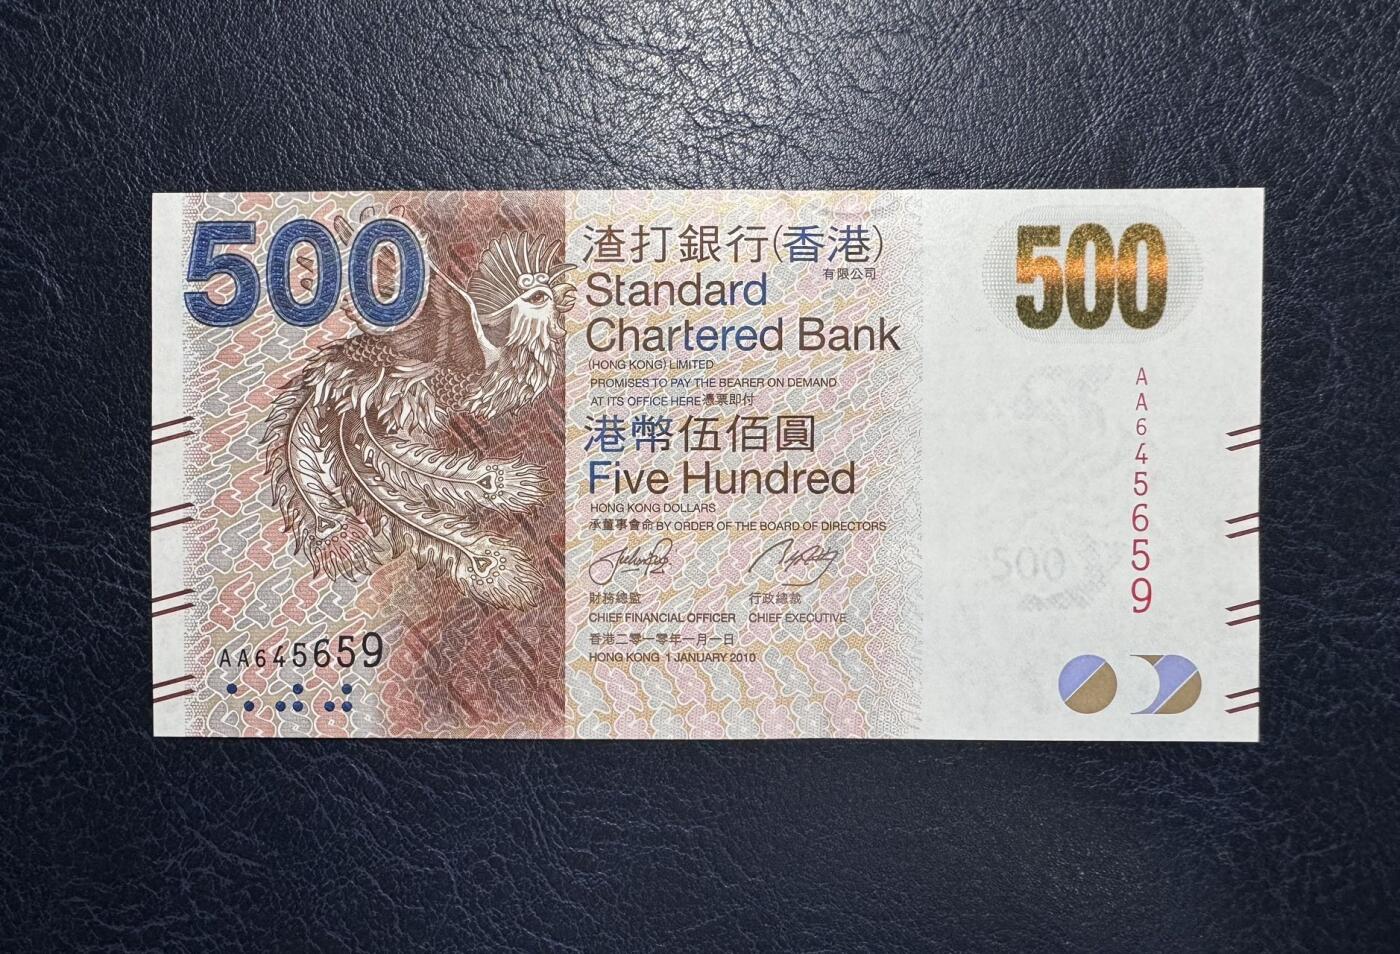 500
渣打銀行(香港)
有限公司
Standard
Chartered Bank
(HONG KONG) LIMITED
PROMISES TO PAY THE BEARER ON DEMAND
AT ITS OFFICE HERE 憑票即付
港幣伍佰圓
Five Hundred
HONG KONG DOLLARS
承董事會命 BY ORDER OF THE BOARD OF DIRECTORS
財務總監 行政總裁
CHIEF FINANCIAL OFFICER CHIEF EXECUTIVE
香港二零一零年一月一日
HONG KONG 1 JANUARY 2010
AA645659
500
AA645659
500